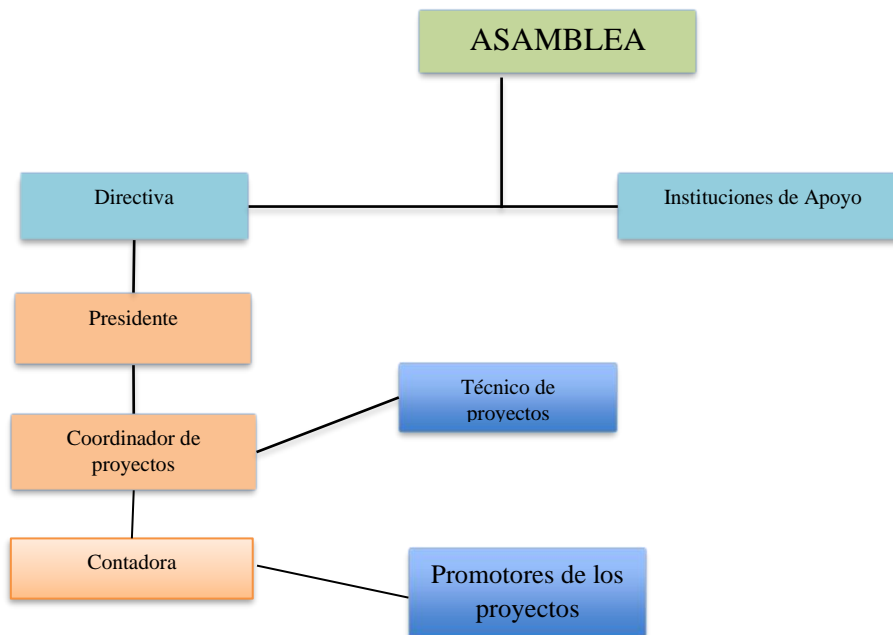 ASAMBLEA
Directiva
Instituciones de Apoyo
Presidente
Técnico de
proyectos
Coordinador de
proyectos
Contadora
Promotores de los
proyectos